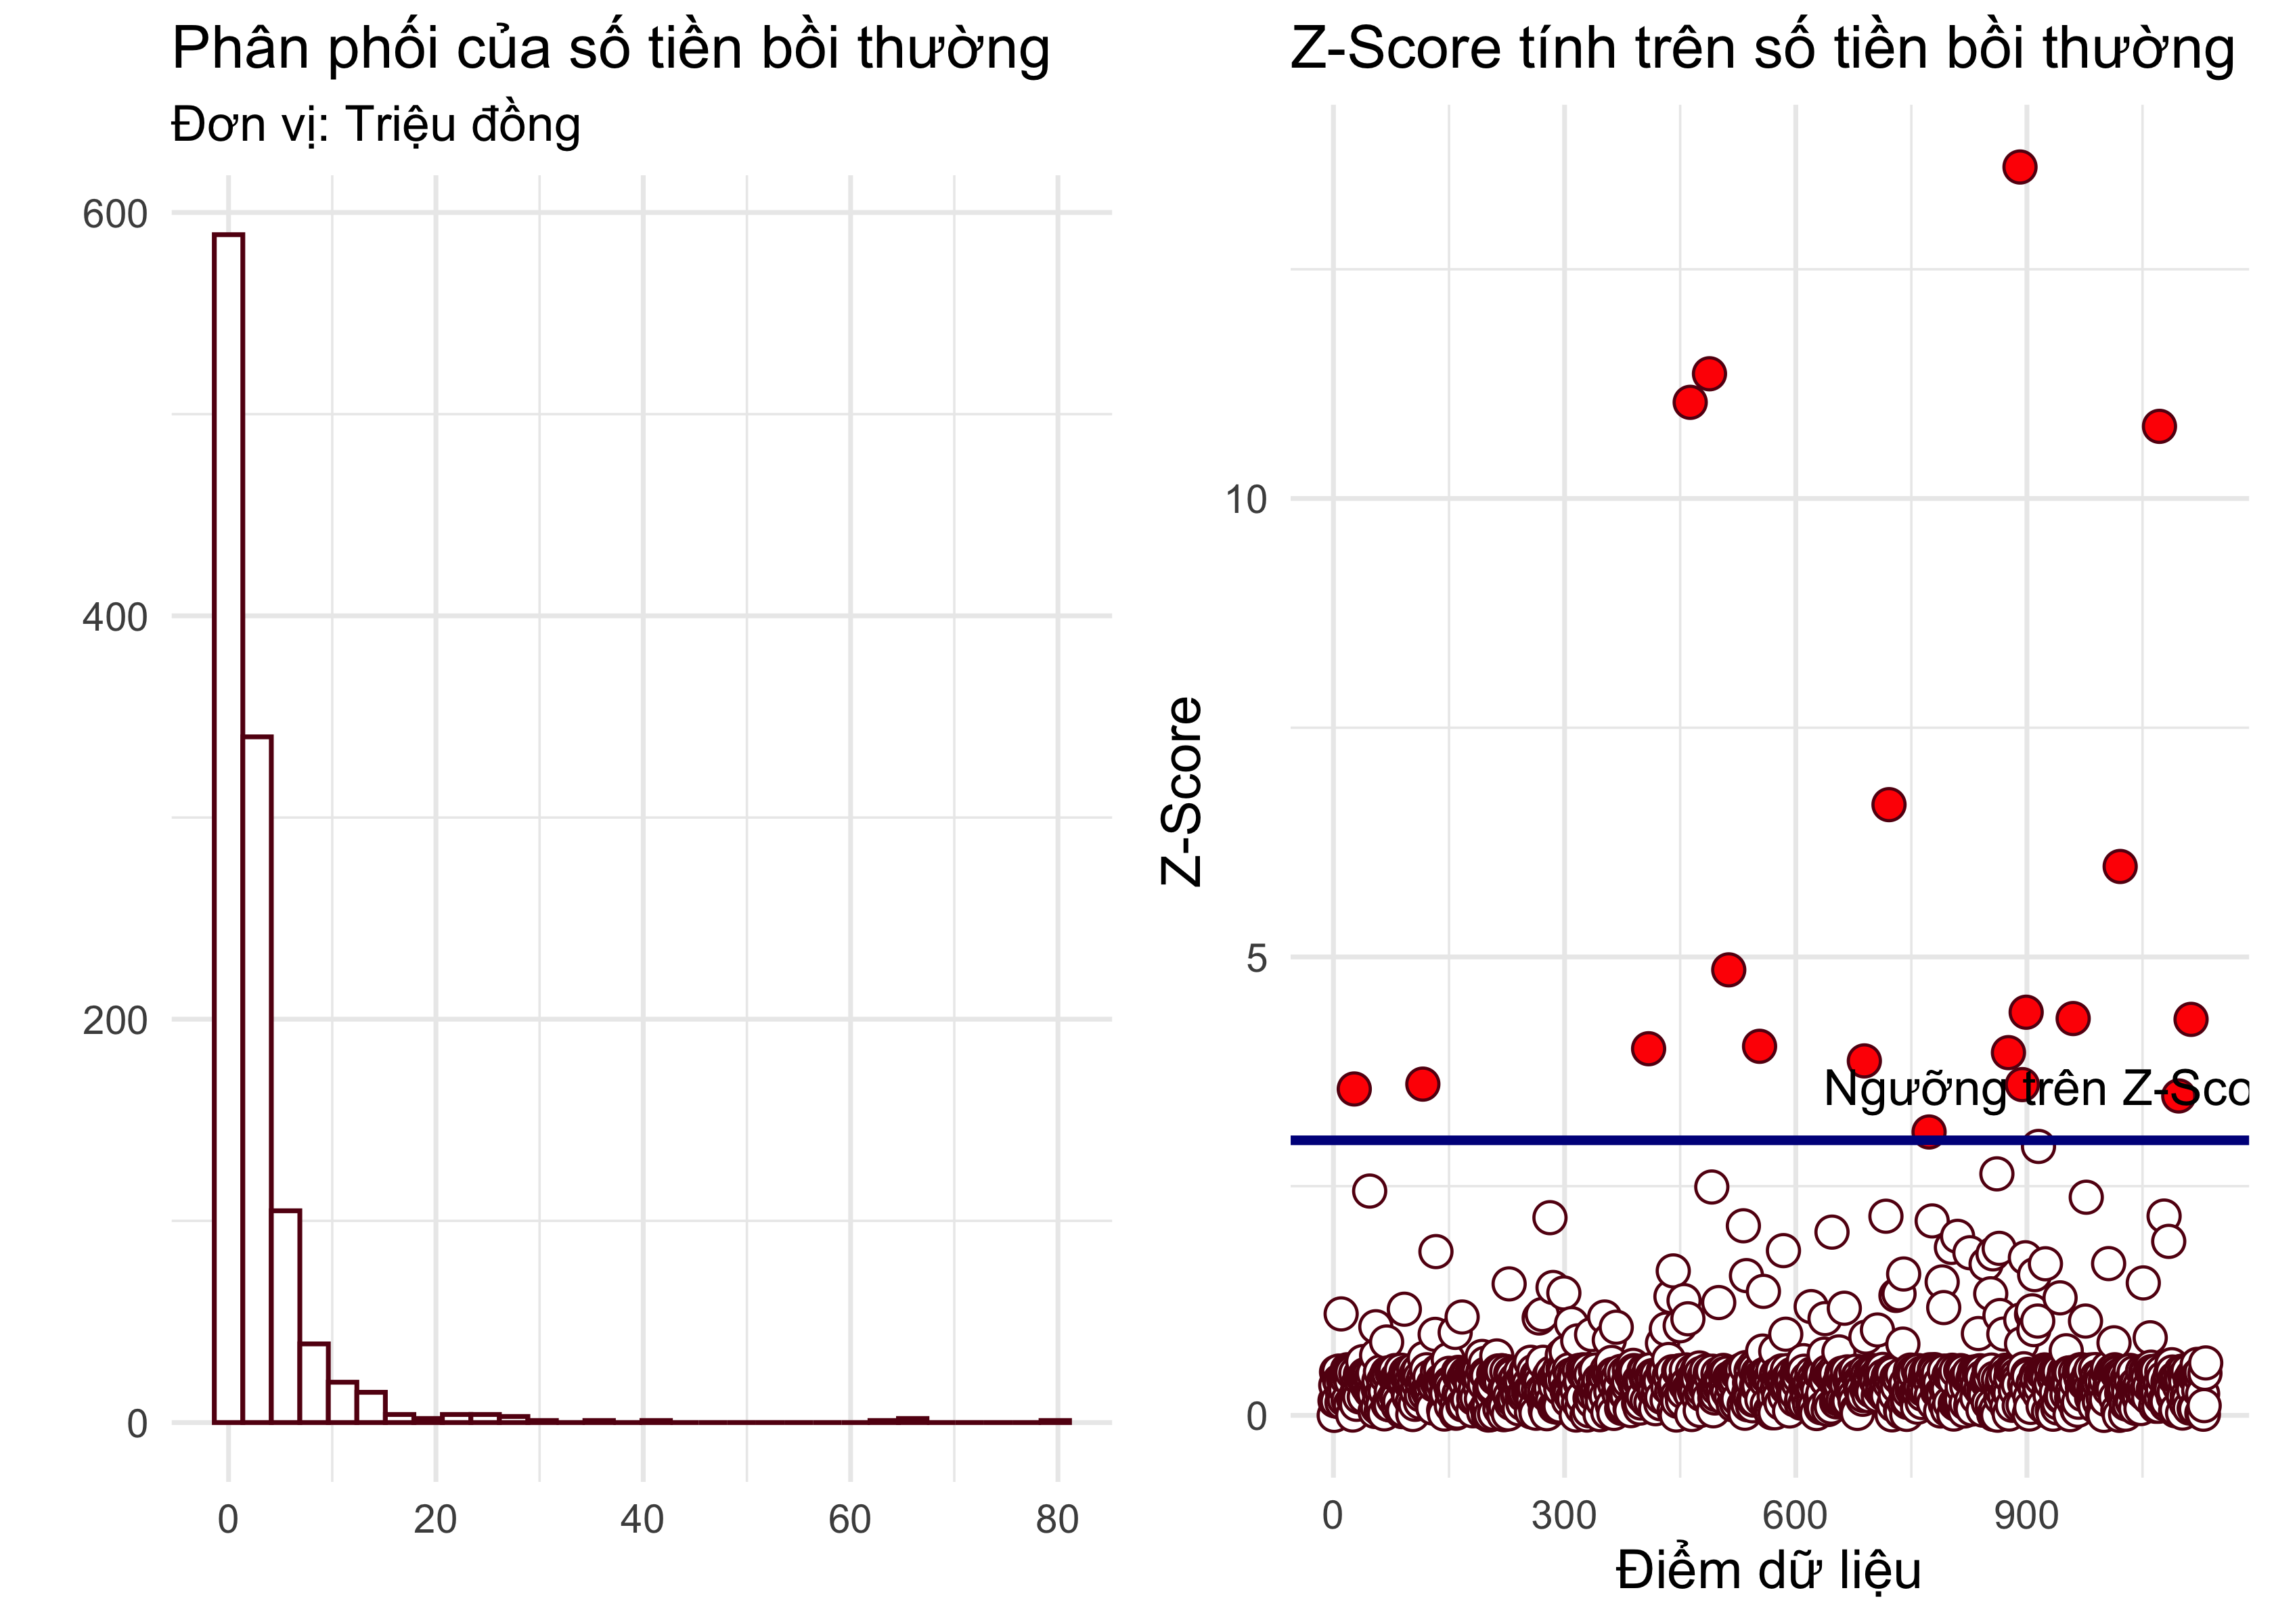 Phân phối của số tiền bồi thường
Đơn vị: Triệu đồng
600
400
200
0
0 20 40 60 80
Z-Score tính trên số tiền bồi thường
Z-Score
10
5
0
Ngưỡng trên Z-Sco
0 300 600 900
Điểm dữ liệu